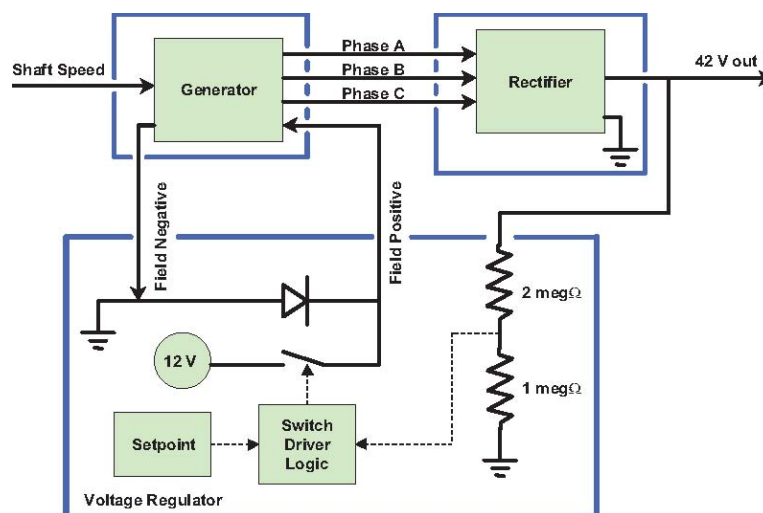 Shaft Speed
Generator
Phase A
Phase B
Phase C
Rectifier
42 V out
Field Negative
Field Positive
2 megΩ
12 V
1 megΩ
Setpoint
Switch
Driver
Logic
Voltage Regulator